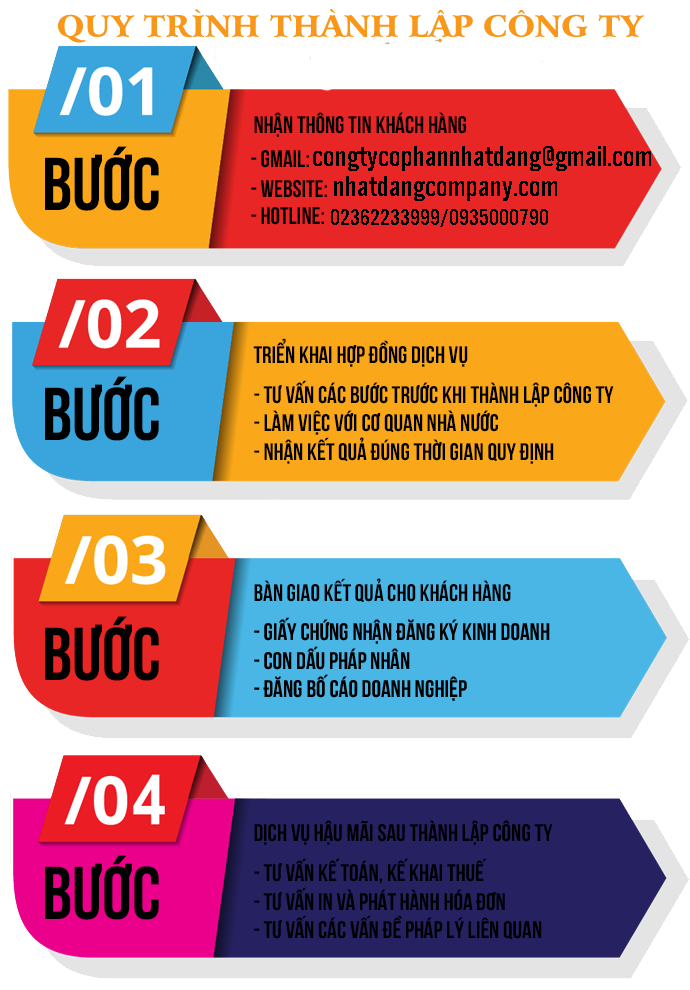 QUY TRÌNH THÀNH LẬP CÔNG TY
/01
BƯỚC
NHẬN THÔNG TIN KHÁCH HÀNG
- GMAIL: congtycophannhatdang@gmail.com
- WEBSITE: nhatdangcompany.com
- HOTLINE: 02362233999/0935000790
/02
BƯỚC
TRIỂN KHAI HỢP ĐỒNG DỊCH VỤ
- TƯ VẤN CÁC BƯỚC TRƯỚC KHI THÀNH LẬP CÔNG TY
- LÀM VIỆC VỚI CƠ QUAN NHÀ NƯỚC
- NHẬN KẾT QUẢ ĐÚNG THỜI GIAN QUY ĐỊNH
/03
BƯỚC
BÀN GIAO KẾT QUẢ CHO KHÁCH HÀNG
- GIẤY CHỨNG NHẬN ĐĂNG KÝ KINH DOANH
- CON DẤU PHÁP NHÂN
- ĐĂNG BỐ CÁO DOANH NGHIỆP
/04
BƯỚC
DỊCH VỤ HẬU MÃI SAU THÀNH LẬP CÔNG TY
- TƯ VẤN KẾ TOÁN, KẾ KHAI THUẾ
- TƯ VẤN IN VÀ PHÁT HÀNH HÓA ĐƠN
- TƯ VẤN CÁC VẤN ĐỀ PHÁP LÝ LIÊN QUAN